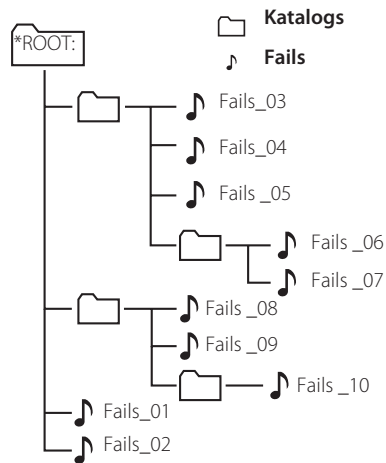 Katalogs
Fails
*ROOT:
Fails_03
Fails_04
Fails _05
Fails _06
Fails _07
Fails _08
Fails _09
Fails _10
Fails_01
Fails_02